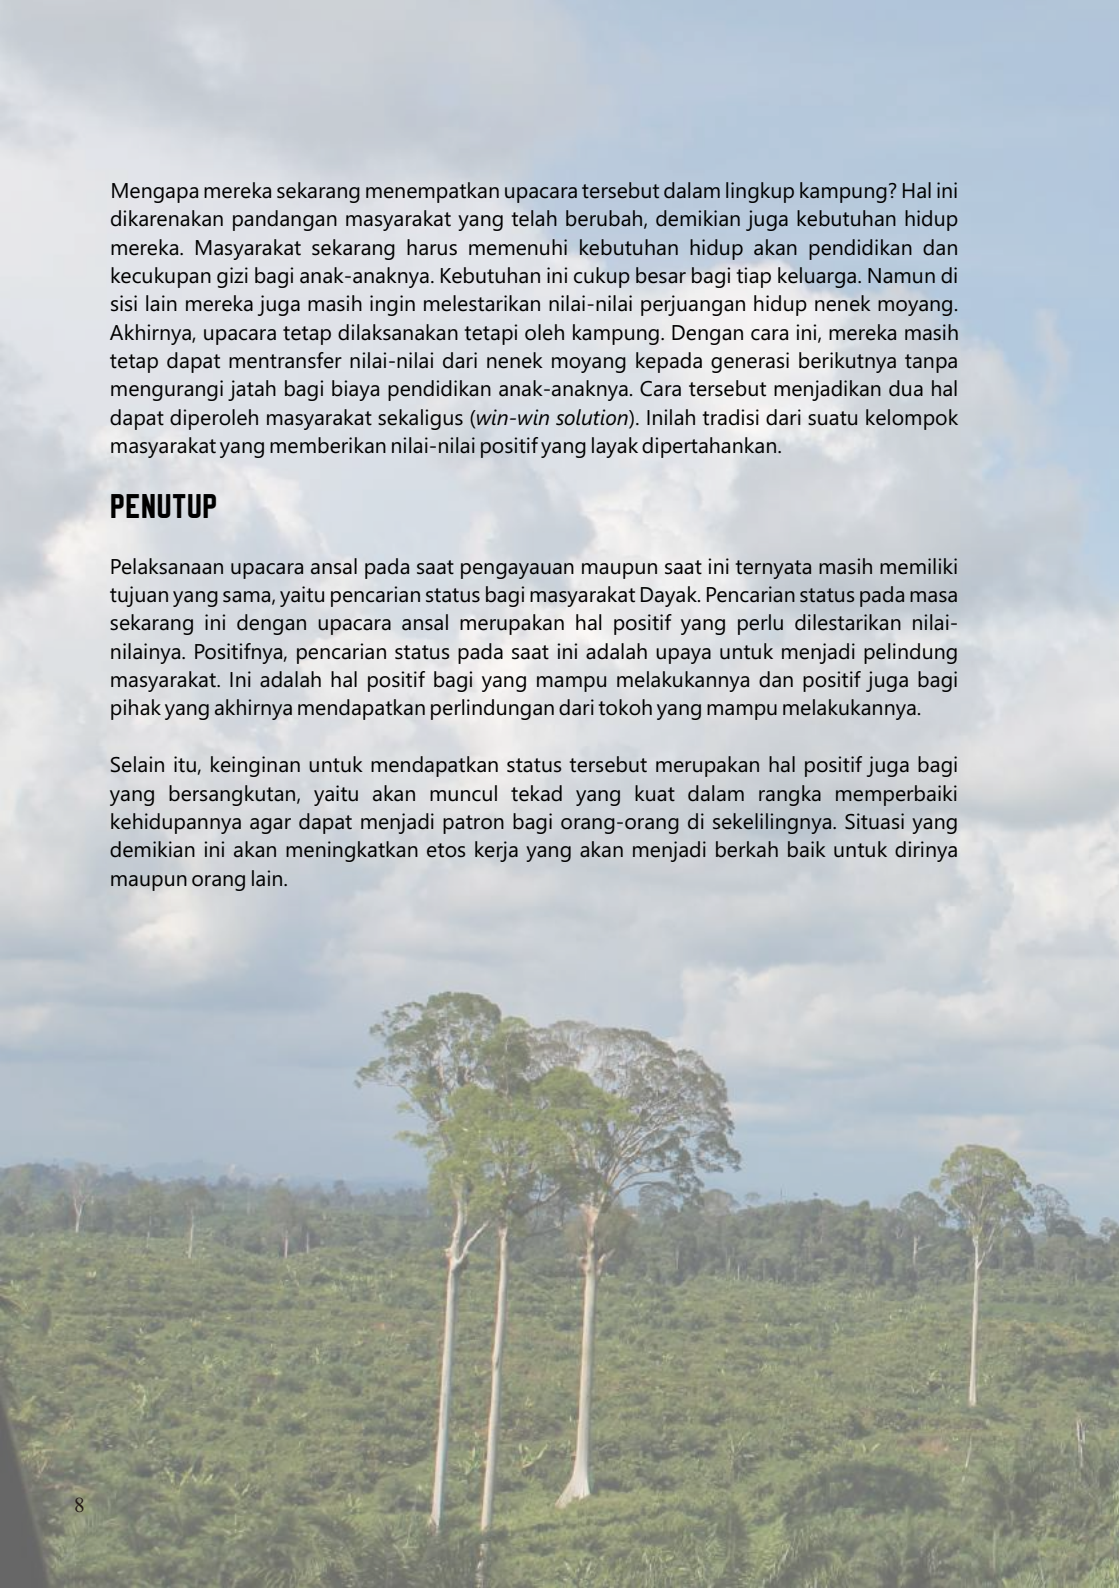 Mengapa mereka sekarang menempatkan upacara tersebut dalam lingkup kampung? Hal ini
dikarenakan pandangan masyarakat yang telah berubah, demikian juga kebutuhan hidup
mereka. Masyarakat sekarang harus memenuhi kebutuhan hidup akan pendidikan dan
kecukupan gizi bagi anak-anaknya. Kebutuhan ini cukup besar bagi tiap keluarga. Namun di
sisi lain mereka juga masih ingin melestarikan nilai-nilai perjuangan hidup nenek moyang.
Akhirnya, upacara tetap dilaksanakan tetapi oleh kampung. Dengan cara ini, mereka masih
tetap dapat mentransfer nilai-nilai dari nenek moyang kepada generasi berikutnya tanpa
mengurangi jatah bagi biaya pendidikan anak-anaknya. Cara tersebut menjadikan dua hal
dapat diperoleh masyarakat sekaligus (win-win solution). Inilah tradisi dari suatu kelompok
masyarakat yang memberikan nilai-nilai positif yang layak dipertahankan.
PENUTUP
Pelaksanaan upacara ansal pada saat pengayauan maupun saat ini ternyata masih memiliki
tujuan yang sama, yaitu pencarian status bagi masyarakat Dayak. Pencarian status pada masa
sekarang ini dengan upacara ansal merupakan hal positif yang perlu dilestarikan nilai-
nilainya. Positifnya, pencarian status pada saat ini adalah upaya untuk menjadi pelindung
masyarakat. Ini adalah hal positif bagi yang mampu melakukannya dan positif juga bagi
pihak yang akhirnya mendapatkan perlindungan dari tokoh yang mampu melakukannya.
Selain itu, keinginan untuk mendapatkan status tersebut merupakan hal positif juga bagi
yang bersangkutan, yaitu akan muncul tekad yang kuat dalam rangka memperbaiki
kehidupannya agar dapat menjadi patron bagi orang-orang di sekelilingnya. Situasi yang
demikian ini akan meningkatkan etos kerja yang akan menjadi berkah baik untuk dirinya
maupun orang lain.
8